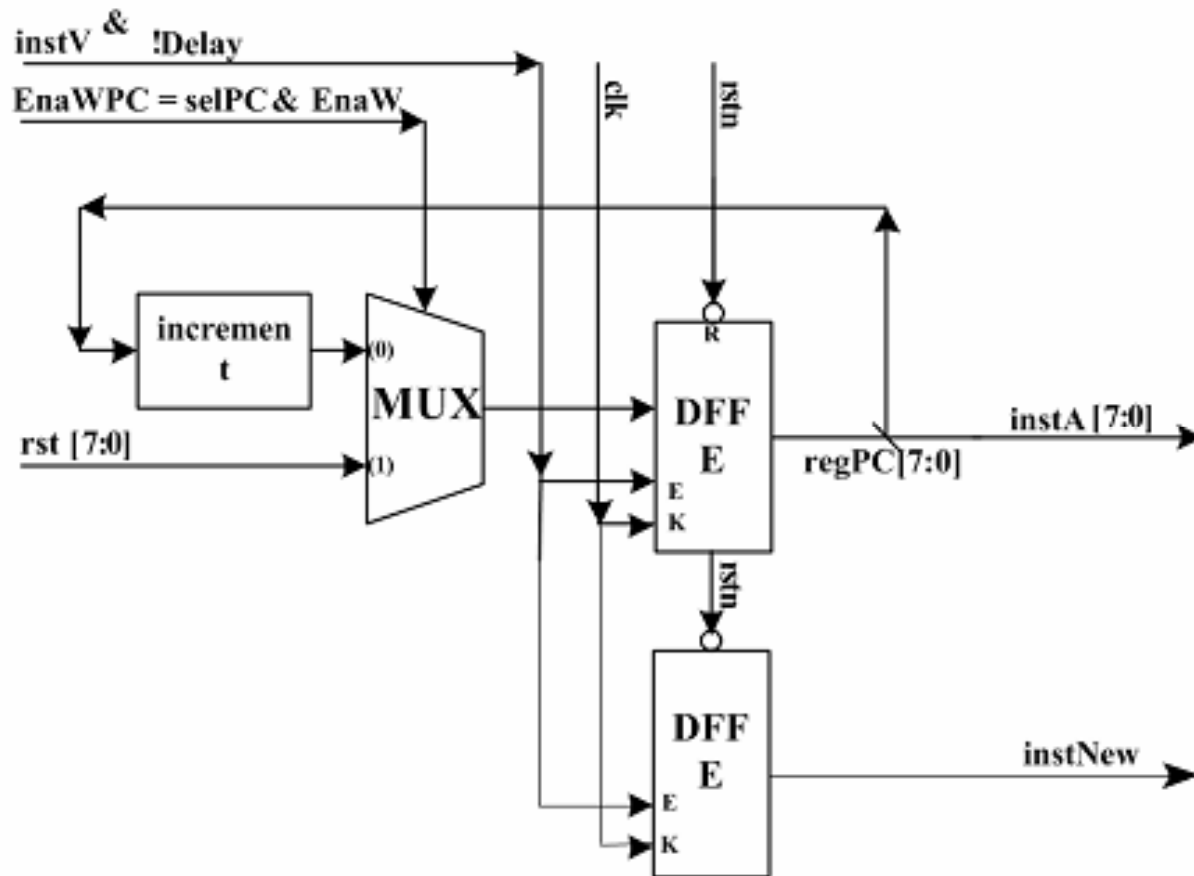 instV & !Delay
EnaWPC = selPC & EnaW
clk
rstn
incremen
t
(0)
MUX
rst [7:0]
(1)
R
DFF
E
E
K
instA [7:0]
regPC[7:0]
rstn
DFF
E
instNew
E
K